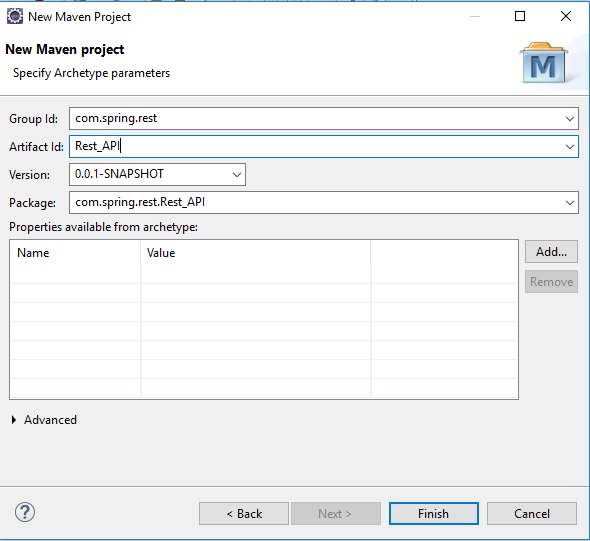 New Maven Project
New Maven project
Specify Archetype parameters
M
Group Id: com.spring.rest
Artifact Id: Rest_API
Version: 0.0.1-SNAPSHOT
Package: com.spring.rest.Rest_API
Properties available from archetype:
Name Value
Add...
Remove
Advanced
? < Back Next > Finish Cancel